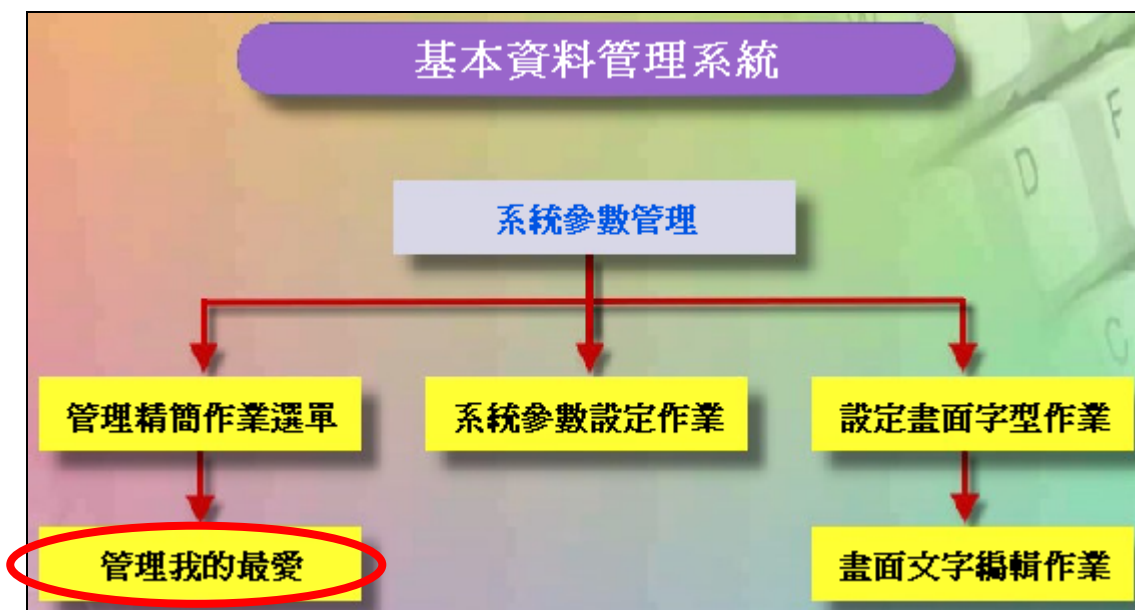 基本資料管理系統
系統參數管理
管理精簡作業選單
系統參數設定作業
設定畫面字型作業
管理我的最愛
畫面文字編輯作業
D
F
C